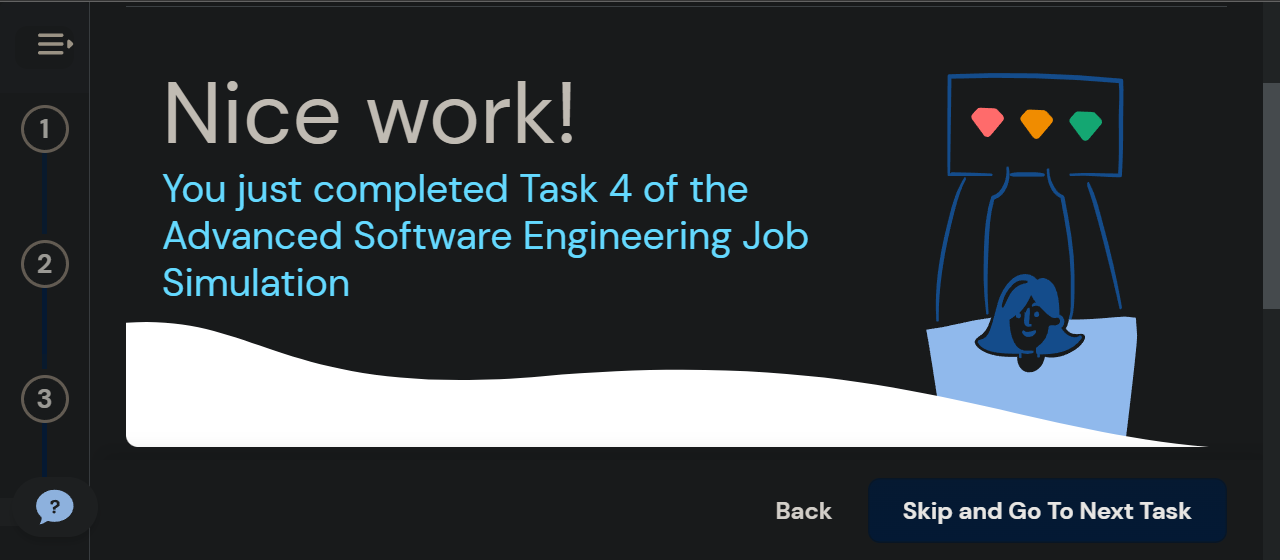 Nice work!
You just completed Task 4 of the
Advanced Software Engineering Job
Simulation
1
2
3
?
Back
Skip and Go To Next Task